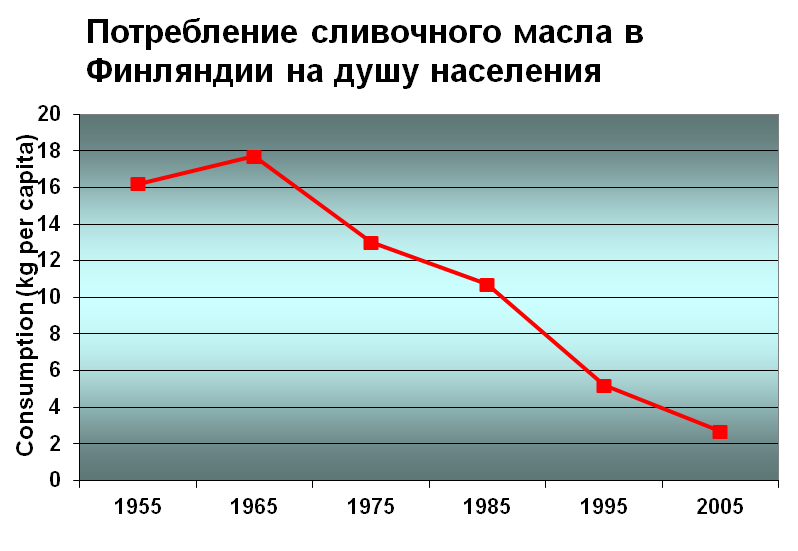 Потребление сливочного масла в
Финляндии на душу населения
Consumption (kg per capita)
20
18
16
14
12
10
8
6
4
2
0
1955 1965 1975 1985 1995 2005